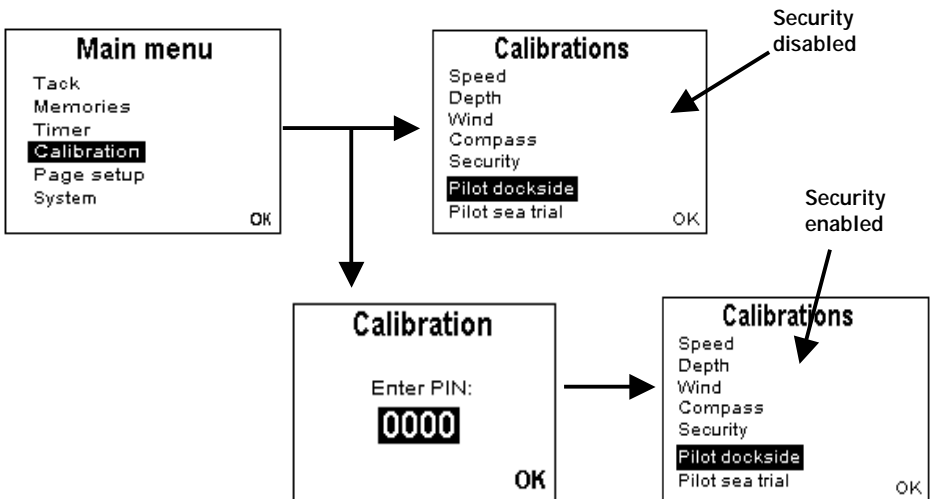 Main menu
Tack
Memories
Timer
Calibration
Page setup
System
OK
Calibrations
Speed
Depth
Wind
Compass
Security
Pilot dockside
Pilot sea trial
OK
Security
disabled
Calibration
Enter PIN:
0000
OK
Security
enabled
Calibrations
Speed
Depth
Wind
Compass
Security
Pilot dockside
Pilot sea trial
OK